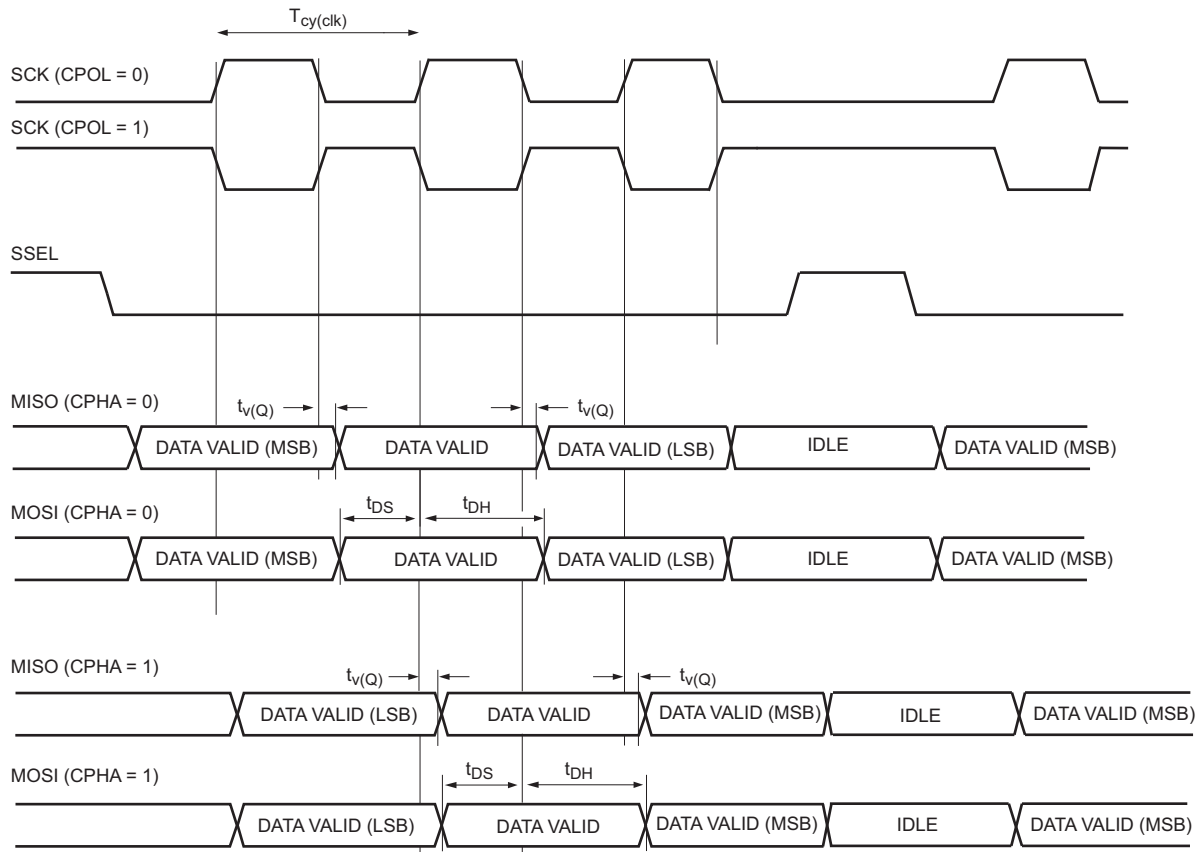 Tcy(clk)
SCK (CPOL = 0)
SCK (CPOL = 1)
SSEL
MISO (CPHA = 0)
tv(Q) tv(Q)
DATA VALID (MSB) DATA VALID DATA VALID (LSB) IDLE DATA VALID (MSB)
MOSI (CPHA = 0)
tDS tDH
DATA VALID (MSB) DATA VALID DATA VALID (LSB) IDLE DATA VALID (MSB)
MISO (CPHA = 1)
tv(Q) tv(Q)
DATA VALID (LSB) DATA VALID DATA VALID (MSB) IDLE DATA VALID (MSB)
MOSI (CPHA = 1)
tDS tDH
DATA VALID (LSB) DATA VALID DATA VALID (MSB) IDLE DATA VALID (MSB)